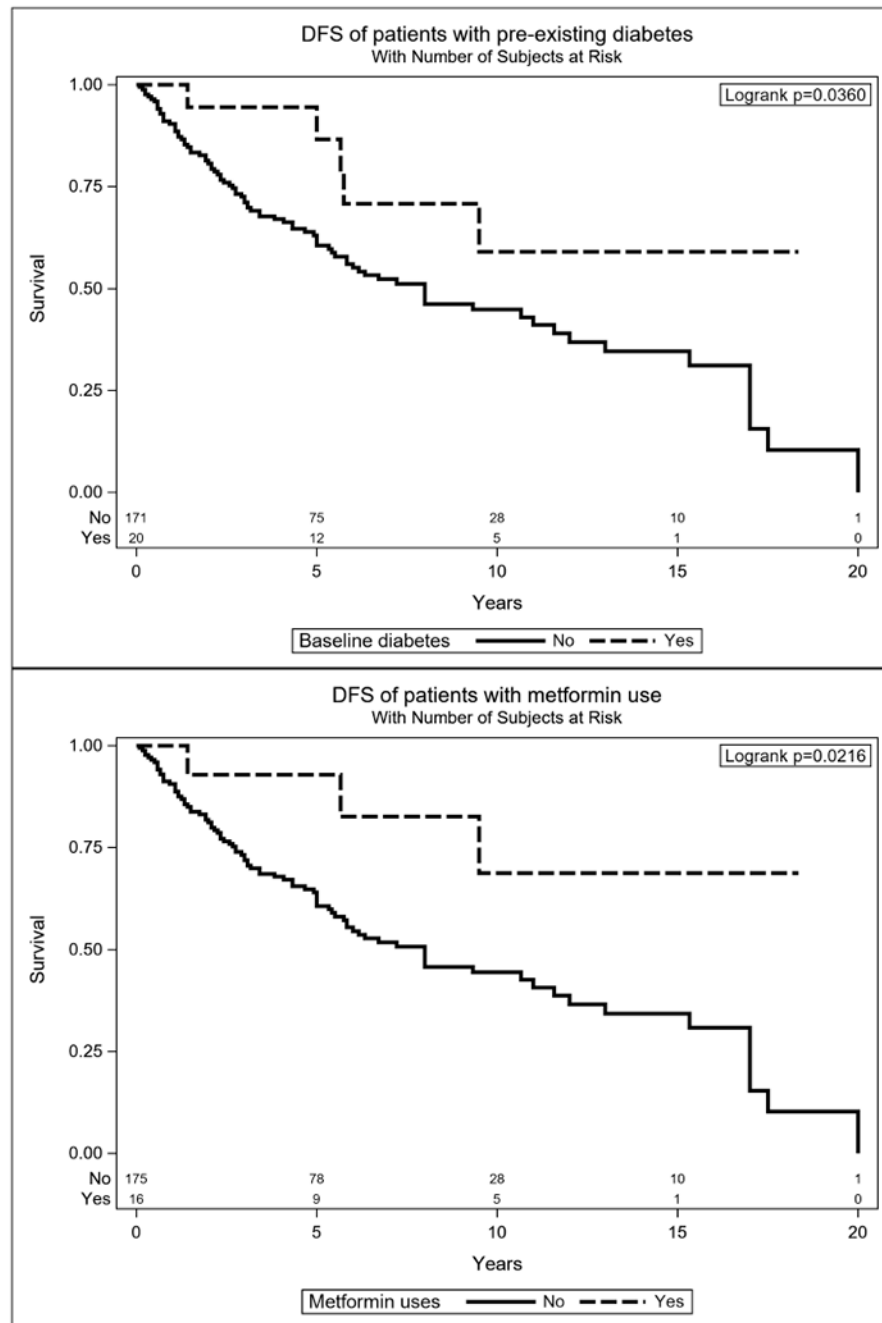 DFS of patients with pre-existing diabetes
With Number of Subjects at Risk
Logrank p=0.0360
1.00
0.75
0.50
0.25
0.00
Survival
No 171 75 28 10 1
Yes 20 12 5 1 0
0 5 10 15 20
Years
Baseline diabetes No Yes
DFS of patients with metformin use
With Number of Subjects at Risk
Logrank p=0.0216
1.00
0.75
0.50
0.25
0.00
Survival
No 175 78 28 10 1
Yes 16 9 5 1 0
0 5 10 15 20
Years
Metformin uses No Yes